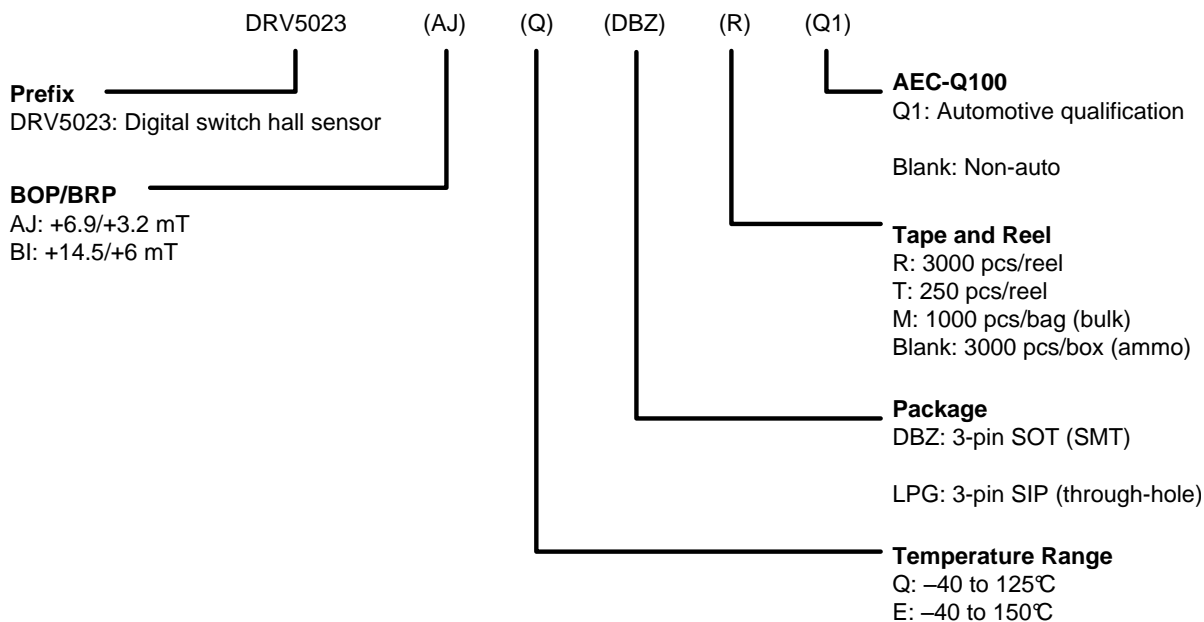 DRV5023 (AJ) (Q) (DBZ) (R) (Q1)
Prefix
DRV5023: Digital switch hall sensor
BOP/BRP
AJ: +6.9/+3.2 mT
BI: +14.5/+6 mT
AEC-Q100
Q1: Automotive qualification
Blank: Non-auto
Tape and Reel
R: 3000 pcs/reel
T: 250 pcs/reel
M: 1000 pcs/bag (bulk)
Blank: 3000 pcs/box (ammo)
Package
DBZ: 3-pin SOT (SMT)
LPG: 3-pin SIP (through-hole)
Temperature Range
Q: –40 to 125°C
E: –40 to 150°C